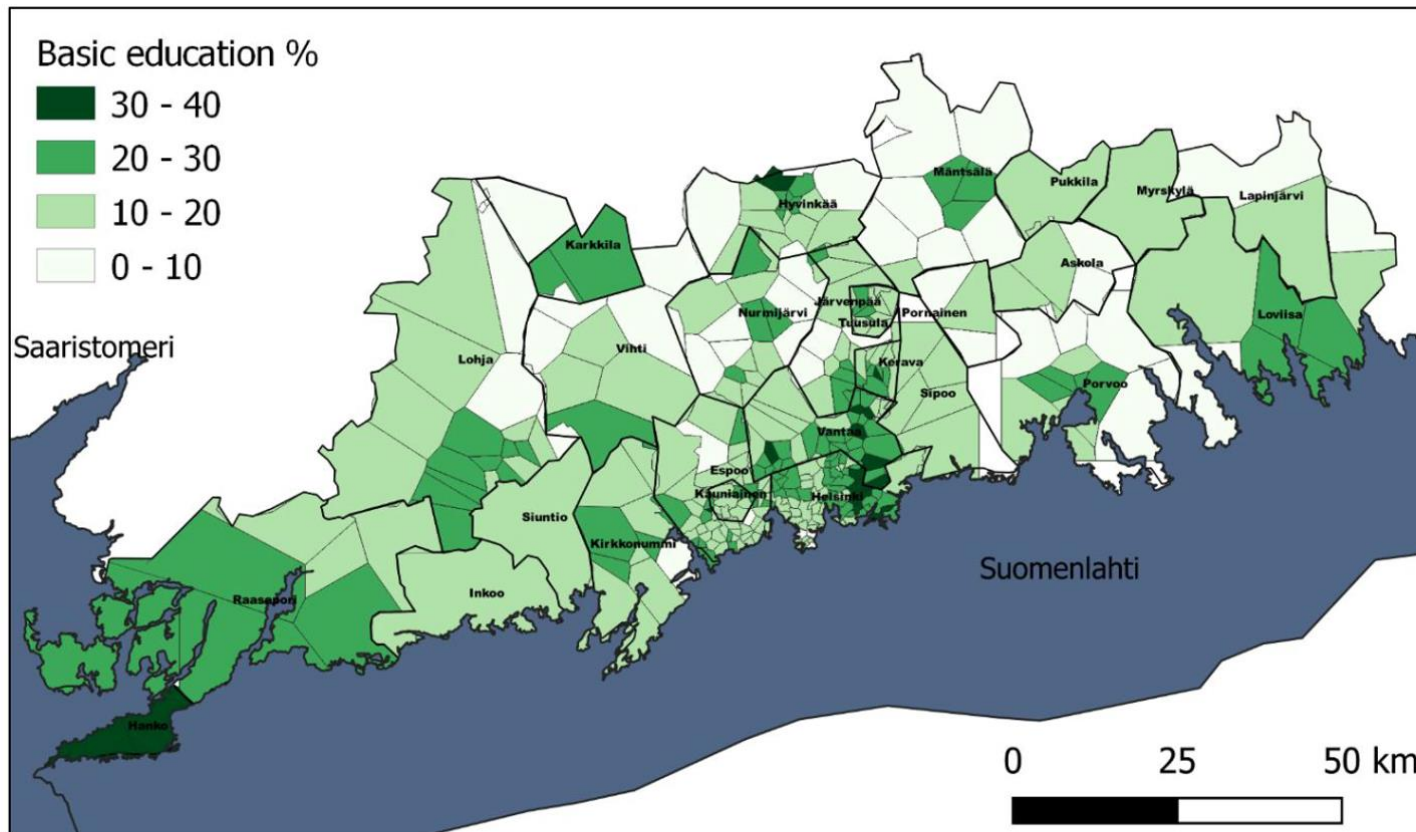 Basic education %
30 - 40
20 - 30
10 - 20
0 - 10
Mäntsälä
Pukkila
Myrskylä
Lapinjärvi
Hyvinkää
Karkkila
Askola
Järvenpää
Nurmijärvi
Pornainen
Loviisa
Tuusula
Saaristomeri
Vihti
Lohja
Kerava
Porvoo
Sipoo
Vantaa
Espoo
Kauniainen
Helsinki
Siuntio
Kirkkonummi
Suomenlahti
Inkoo
Raasepori
Hanko
0 25 50 km